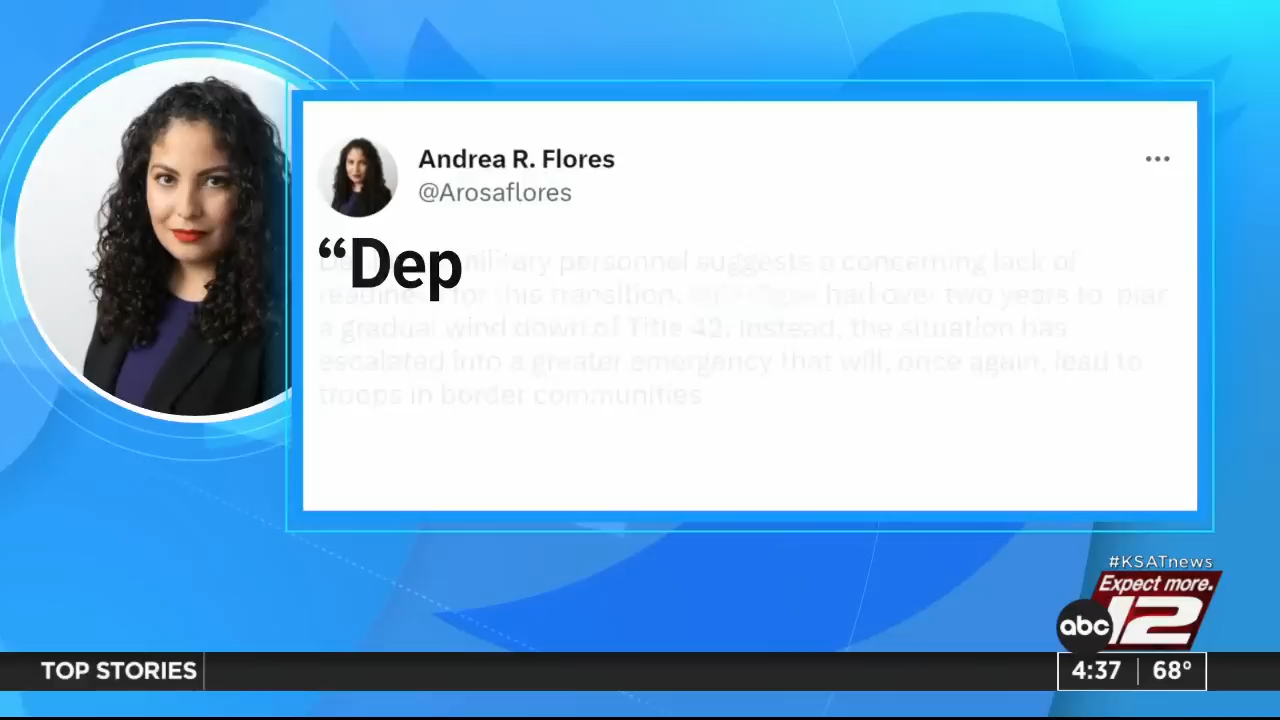 Andrea R. Flores
@Arosaflores
“Dep
military personnel suggests a concerning lack of
readiness for this transition. had over two years to plan
a gradual wind down of Title 42. Instead, the situation has
escalated into a greater emergency that will, once again, lead to
troops in border communities
#KSATnews
Expect more.
abc 12
TOP STORIES
4:37 68°